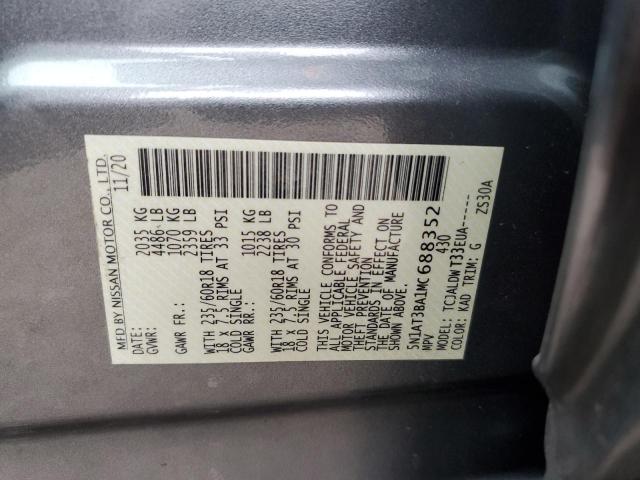 MFD BY NISSAN MOTOR CO., LTD.
DATE: 11/20
GVWR: 2035 KG
4486 LB
GAWR FR: 1070 KG
2359 LB
WITH 235/60R18 TIRES
18 X 7.5 RIMS AT 33 PSI
COLD SINGLE
GAWR RR: 1015 KG
2238 LB
WITH 235/60R18 TIRES
18 X 7.5 RIMS AT 30 PSI
COLD SINGLE
THIS VEHICLE CONFORMS TO
ALL APPLICABLE FEDERAL
MOTOR VEHICLE SAFETY AND
THEFT PREVENTION
STANDARDS IN EFFECT ON
THE DATE OF MANUFACTURE
SHOWN ABOVE.
5N1AT3BA1MC688352
MPV 430
MODEL: TCJALDW T33EUA------
COLOR: KAD TRIM: G ZS30A